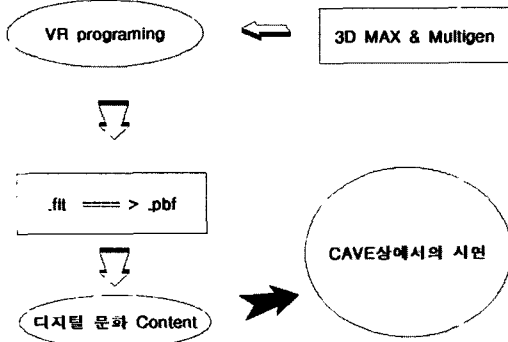 VR programing
3D MAX & Multigen
.flt ===> .pbf
CAVE상에서의 시연
디지털 문화 Content